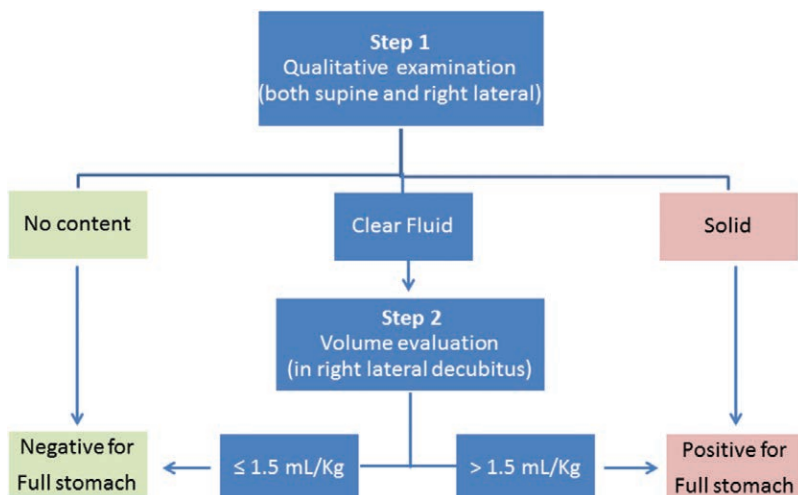 Step 1
Qualitative examination
(both supine and right lateral)
No content
Clear Fluid
Solid
Step 2
Volume evaluation
(in right lateral decubitus)
Negative for
Full stomach
≤ 1.5 mL/Kg
> 1.5 mL/Kg
Positive for
Full stomach